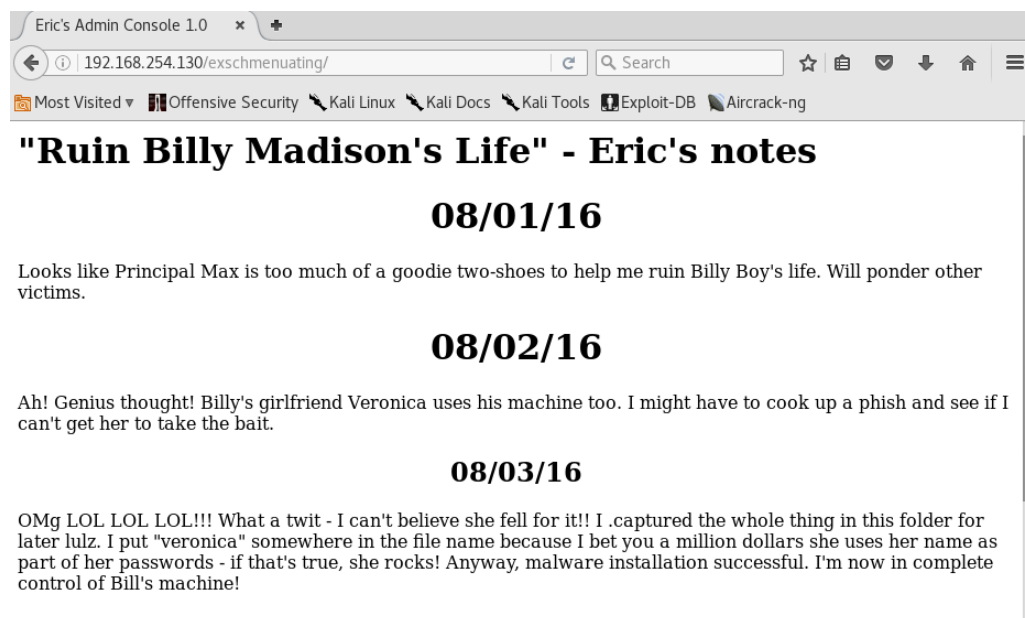 Eric's Admin Console 1.0
192.168.254.130/exschmenuating/
Search
Most Visited
Offensive Security
Kali Linux
Kali Docs
Kali Tools
Exploit-DB
Aircrack-ng
"Ruin Billy Madison's Life" - Eric's notes
08/01/16
Looks like Principal Max is too much of a goodie two-shoes to help me ruin Billy Boy's life. Will ponder other
victims.
08/02/16
Ah! Genius thought! Billy's girlfriend Veronica uses his machine too. I might have to cook up a phish and see if I
can't get her to take the bait.
08/03/16
OMg LOL LOL LOL!!! What a twit - I can't believe she fell for it!! I .captured the whole thing in this folder for
later lulz. I put "veronica" somewhere in the file name because I bet you a million dollars she uses her name as
part of her passwords - if that's true, she rocks! Anyway, malware installation successful. I'm now in complete
control of Bill's machine!